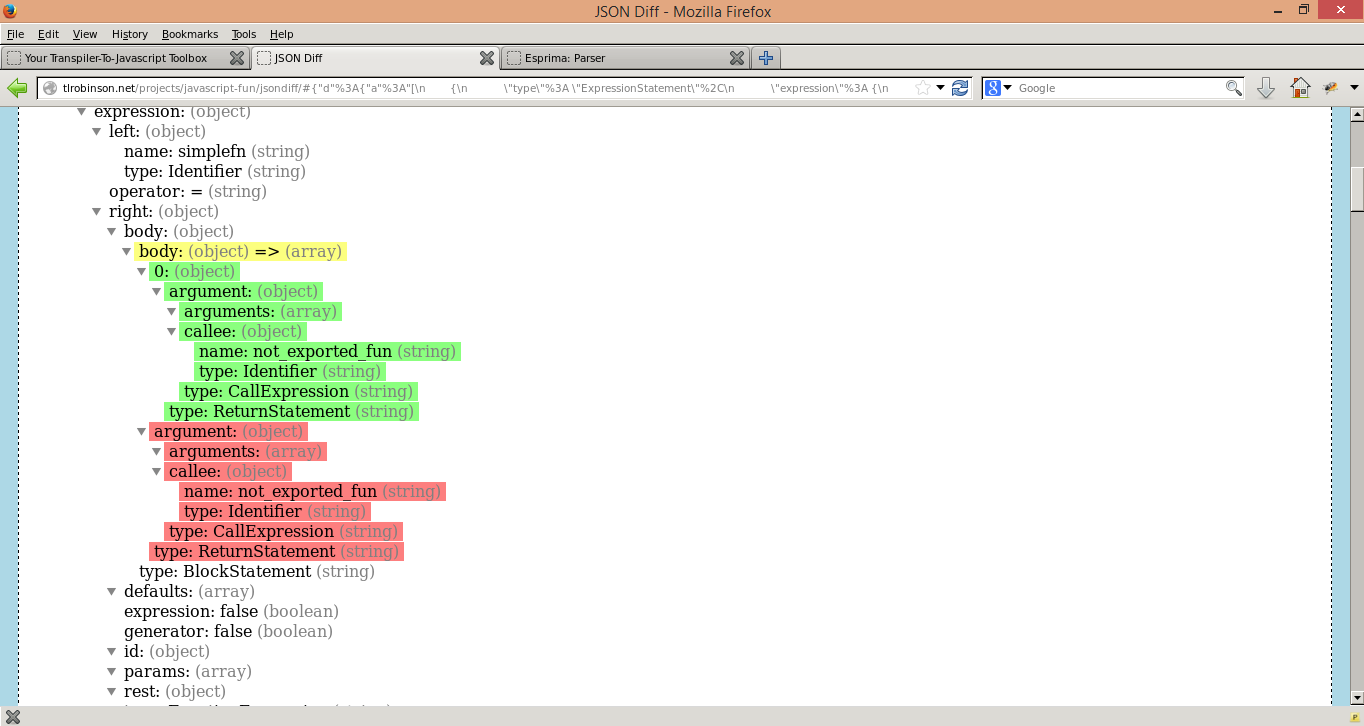 JSON Diff - Mozilla Firefox
File Edit View History Bookmarks Tools Help
Your Transpiler-To-Javascript Toolbox JSON Diff Esprima: Parser
tlrobinson.net/projects/javascript-fun/jsondiff/#{"d"%3A{"a"%3A"[\n {\n \"type\"%3A \"ExpressionStatement\"%2C\n \"expression\"%3A {\n 8 Google
expression: (object)
left: (object)
name: simplefn (string)
type: Identifier (string)
operator: = (string)
right: (object)
body: (object)
body: (object) => (array)
0: (object)
argument: (object)
arguments: (array)
callee: (object)
name: not_exported_fun (string)
type: Identifier (string)
type: CallExpression (string)
type: ReturnStatement (string)
argument: (object)
arguments: (array)
callee: (object)
name: not_exported_fun (string)
type: Identifier (string)
type: CallExpression (string)
type: ReturnStatement (string)
type: BlockStatement (string)
defaults: (array)
expression: false (boolean)
generator: false (boolean)
id: (object)
params: (array)
rest: (object)